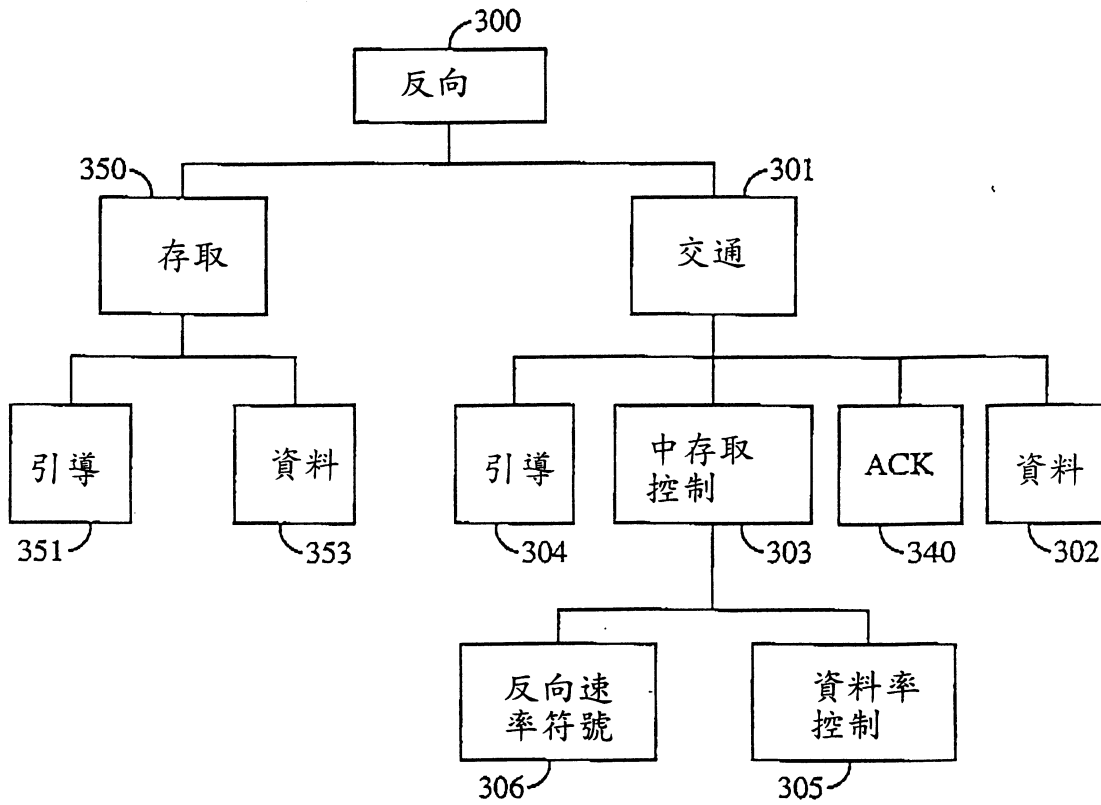 300
反向
350
301
存取
交通
引導
資料
引導
中存取
控制
ACK
資料
351
353
304
303
340
302
反向速
率符號
資料率
控制
306
305